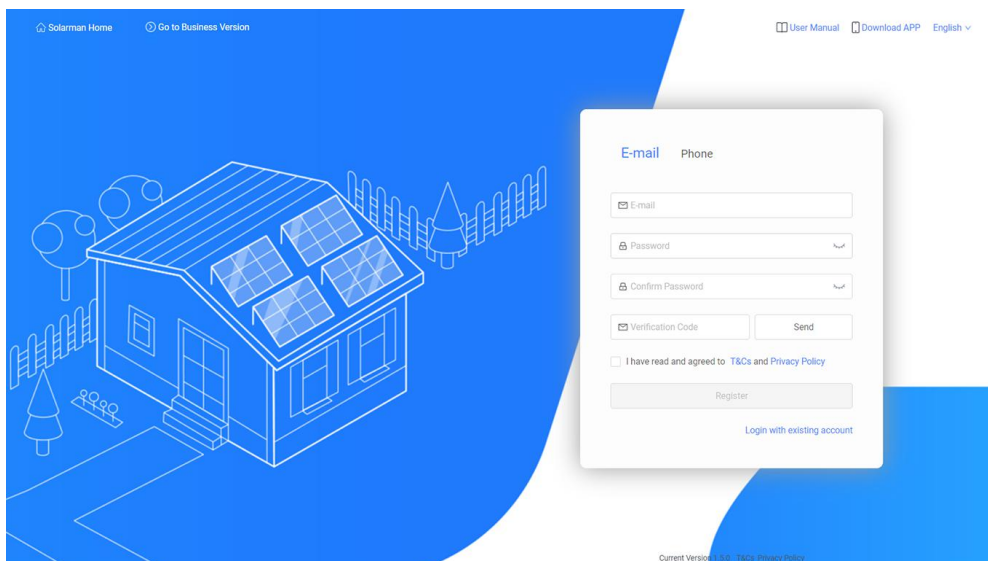 Solarman Home Go to Business Version User Manual Download APP English
E-mail Phone
E-mail
Password
Confirm Password
Verification Code Send
I have read and agreed to T&Cs and Privacy Policy
Register
Login with existing account
Current Version 1.5.0 T&Cs Privacy Policy